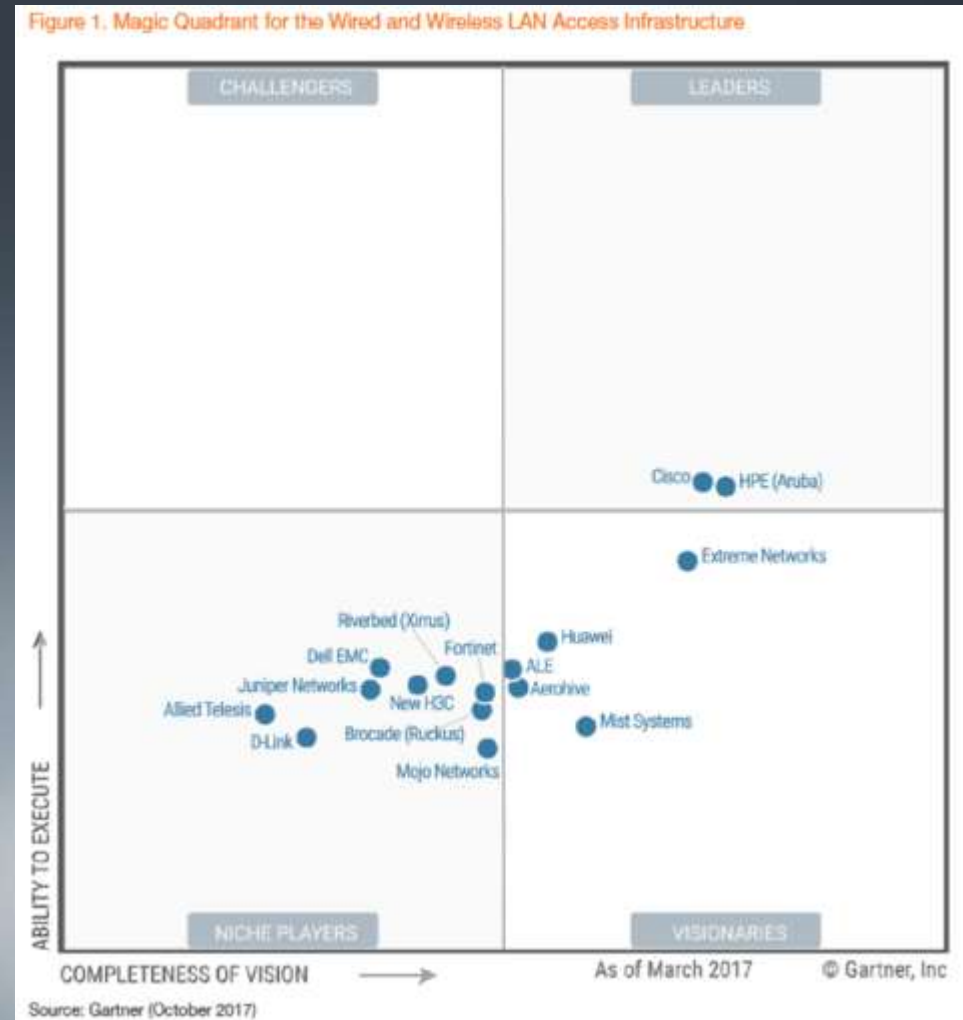 Figure 1. Magic Quadrant for the Wired and Wireless LAN Access Infrastructure
CHALLENGERS
LEADERS
Cisco
HPE (Aruba)
Extreme Networks
Riverbed (Xirrus)
Huawei
Fortinet
Dell EMC
ALE
Juniper Networks
Aerohive
New H3C
Allied Telesis
Mist Systems
Brocade (Ruckus)
D-Link
Mojo Networks
ABILITY TO EXECUTE
NICHE PLAYERS
VISIONARIES
COMPLETENESS OF VISION
As of March 2017
© Gartner, Inc
Source: Gartner (October 2017)